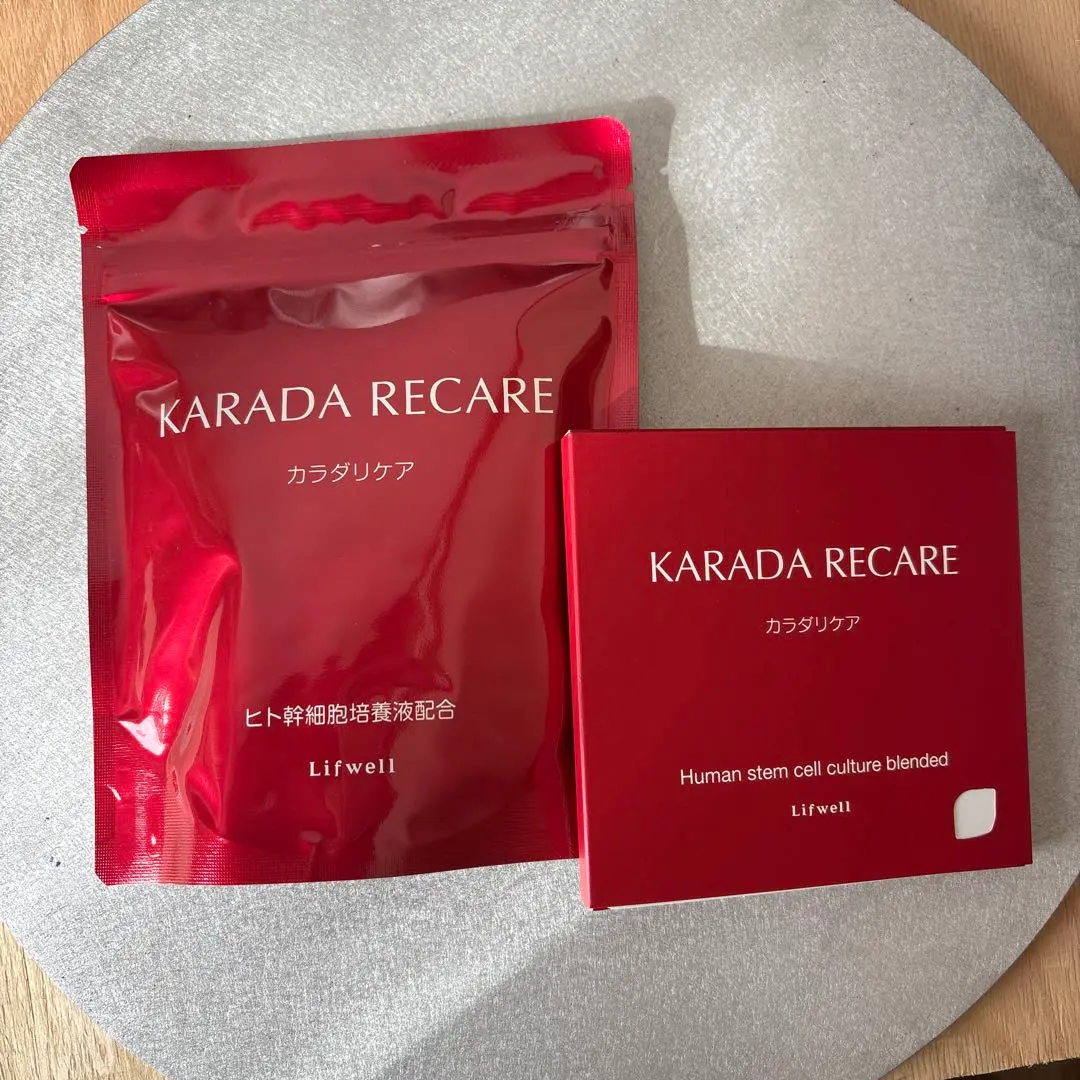 KARADA RECARE
カラダリケア
ヒト幹細胞培養液配合
Lifwell
KARADA RECARE
カラダリケア
Human stem cell culture blended
Lifwell